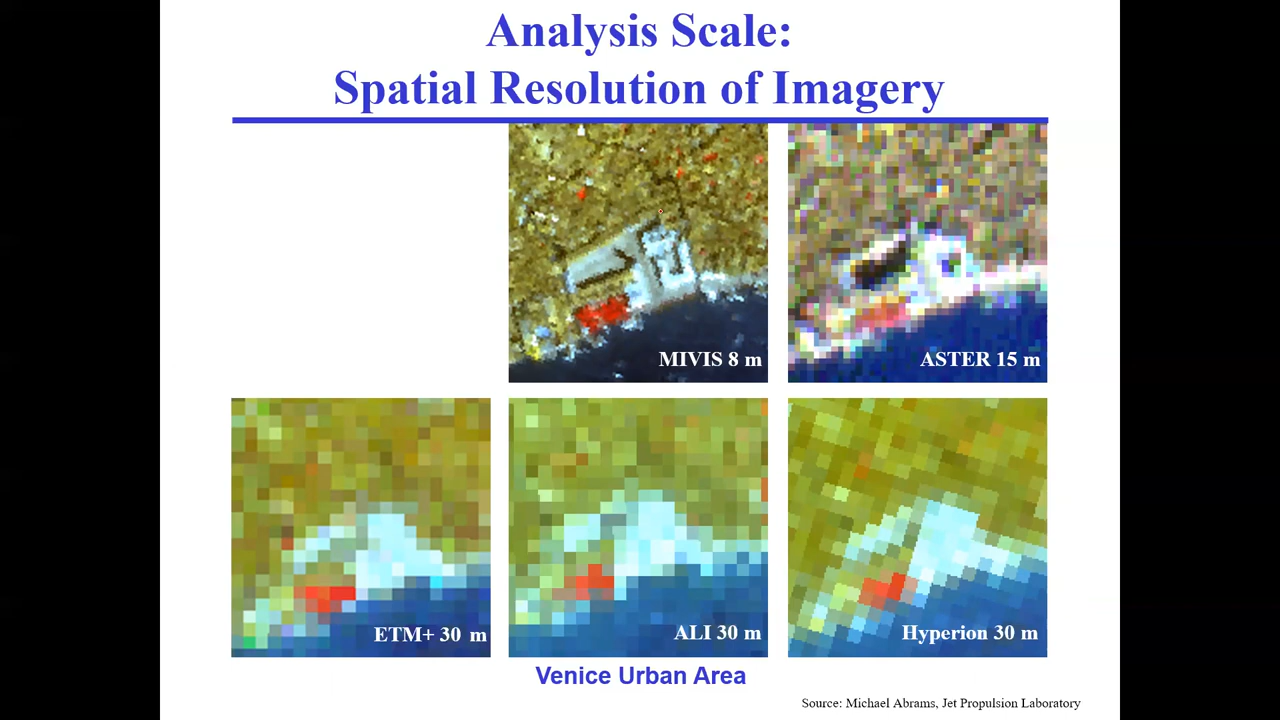 Analysis Scale:
Spatial Resolution of Imagery
MIVIS 8 m
ASTER 15 m
ETM+ 30 m
ALI 30 m
Hyperion 30 m
Venice Urban Area
Source: Michael Abrams, Jet Propulsion Laboratory